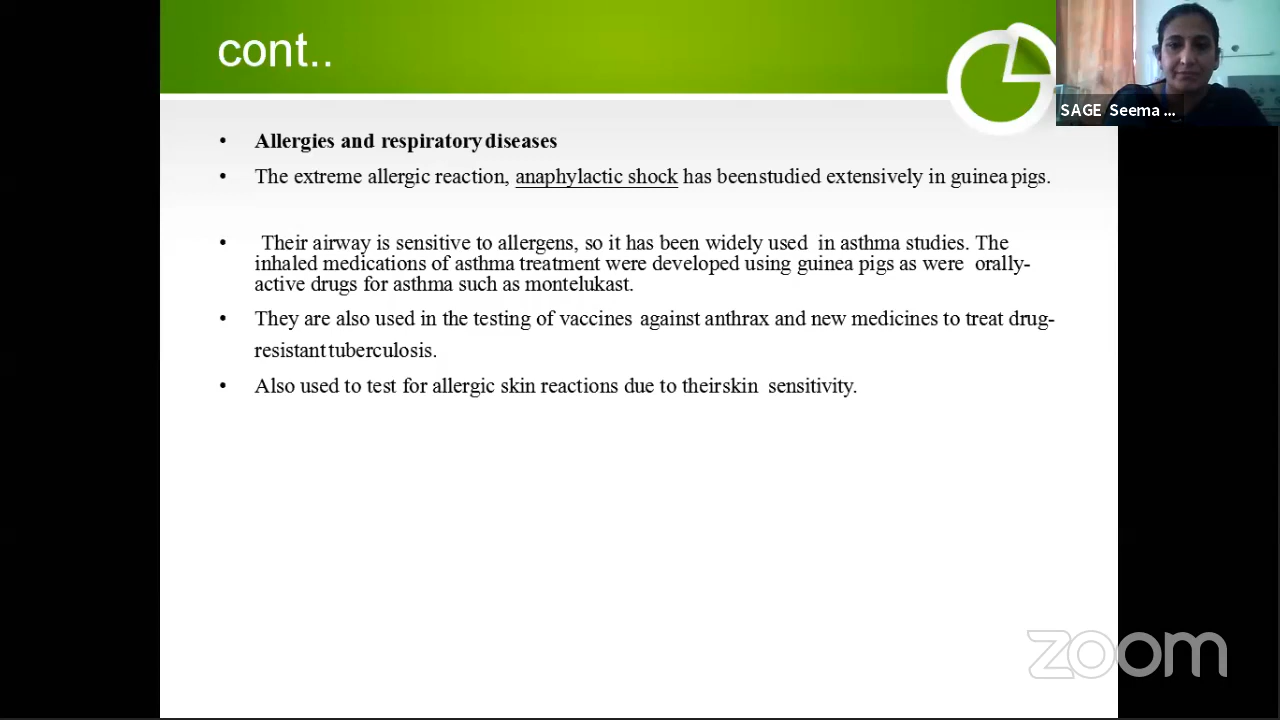 cont..
SAGE Seema ...
• Allergies and respiratory diseases
• The extreme allergic reaction, anaphylactic shock has beenstudied extensively in guinea pigs.
• Their airway is sensitive to allergens, so it has been widely used in asthma studies. The
inhaled medications of asthma treatment were developed using guinea pigs as were orally-
active drugs for asthma such as montelukast.
• They are also used in the testing of vaccines against anthrax and new medicines to treat drug-
resistant tuberculosis.
• Also used to test for allergic skin reactions due to theirskin sensitivity.
zoom